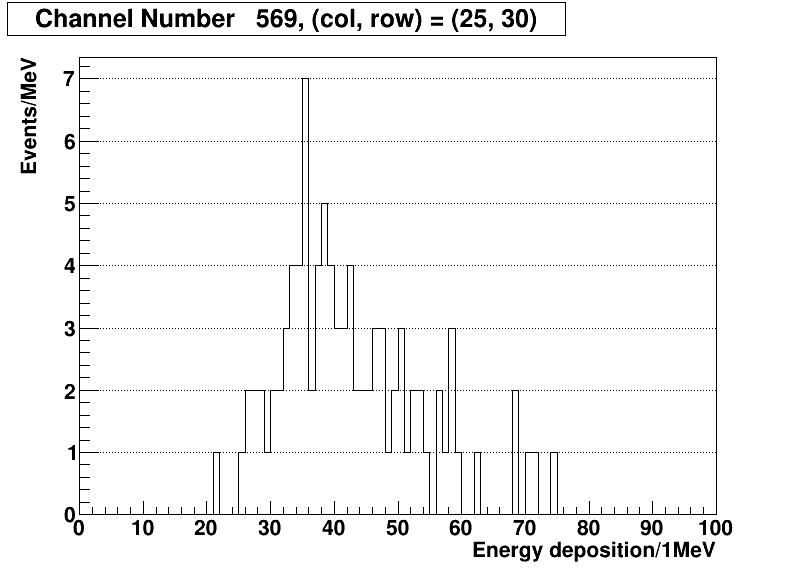 Channel Number 569, (col, row) = (25, 30)
Events/MeV
7
6
5
4
3
2
1
0
0 10 20 30 40 50 60 70 80 90 100
Energy deposition/1MeV